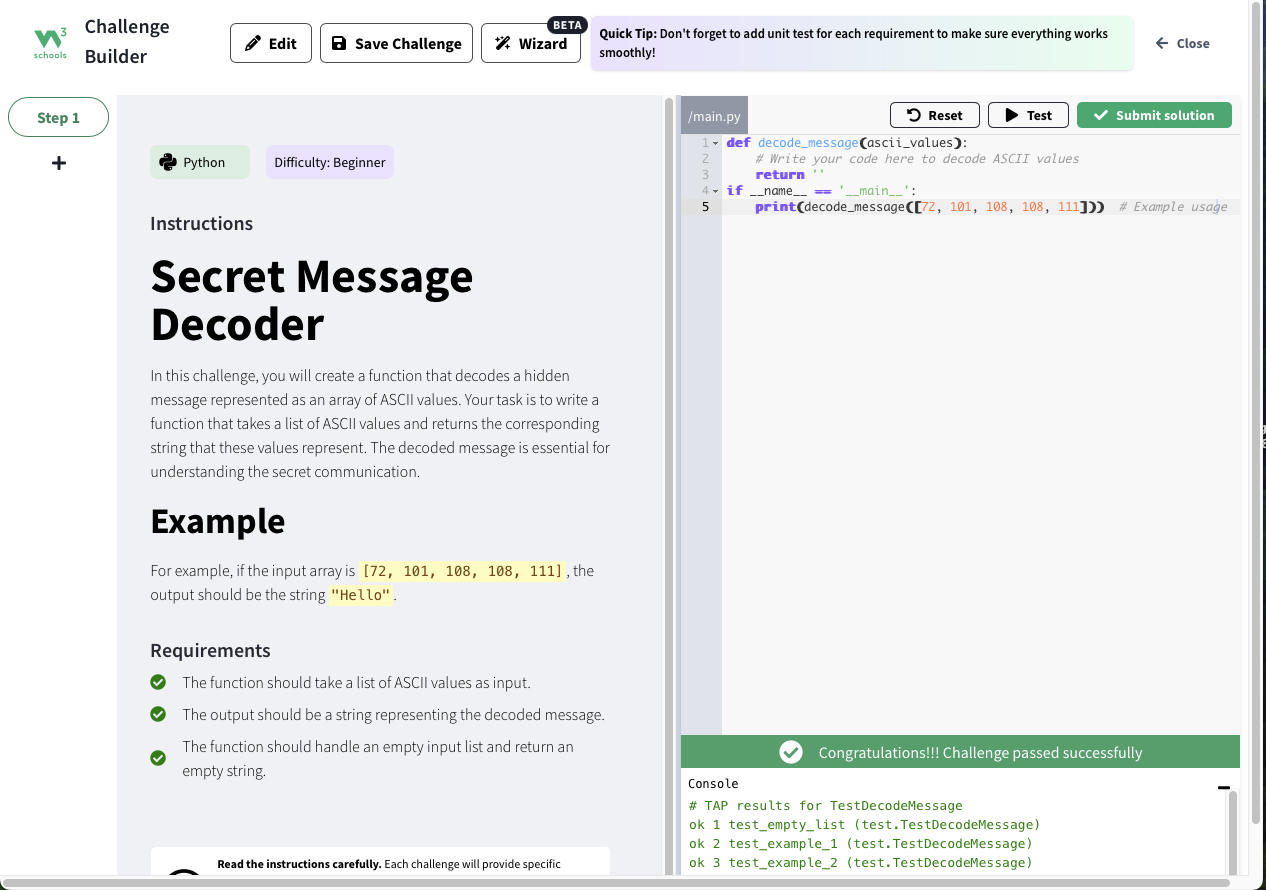 W3
schools
Challenge
Builder
Edit
Save Challenge
Wizard
BETA
Quick Tip: Don't forget to add unit test for each requirement to make sure everything works
smoothly!
Close
Step 1
Python
Difficulty: Beginner
Instructions
Secret Message
Decoder
In this challenge, you will create a function that decodes a hidden
message represented as an array of ASCII values. Your task is to write a
function that takes a list of ASCII values and returns the corresponding
string that these values represent. The decoded message is essential for
understanding the secret communication.
Example
For example, if the input array is [72, 101, 108, 108, 111], the
output should be the string "Hello".
Requirements
The function should take a list of ASCII values as input.
The output should be a string representing the decoded message.
The function should handle an empty input list and return an
empty string.
Read the instructions carefully. Each challenge will provide specific
/main.py
Reset
Test
Submit solution
1 def decode_message(ascii_values):
2     # Write your code here to decode ASCII values
3     return ''
4 if __name__ == '__main__':
5     print(decode_message([72, 101, 108, 108, 111]))  # Example usage
Congratulations!!! Challenge passed successfully
Console
# TAP results for TestDecodeMessage
ok 1 test_empty_list (test.TestDecodeMessage)
ok 2 test_example_1 (test.TestDecodeMessage)
ok 3 test_example_2 (test.TestDecodeMessage)